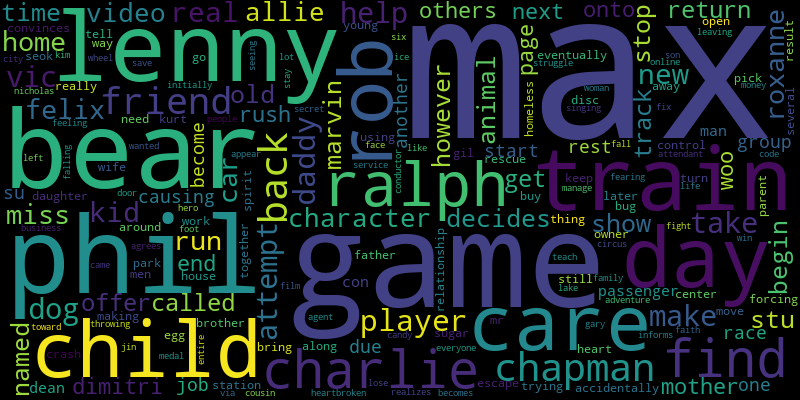 time video real allie help others next onto return
home lenny rob max
convinces tell way go seeing lot stay save wheel
young six ice another wanted
page stop however animal homeless
eventually seok kim city nicholas really initially feeling
open leaving son online away struggle woman money
roxanne result several
vic friend old marvin new pick
felix rush daddy using face service like
disc track singing fix man group control
bear need kurt secret people
become causing car back
start gil rescue conductor rest fall attendant code
su left falling wife appear
train woo keep turn life
miss kid daughter door hero spirit
ralph get buy manage fearing later bug parent
character decides thing show take
phil around work foot run agrees together
business came men park house end
attempt game father relationship
owner circus fight win teach still family lake
day begin
dog offer called con film
passenger center forcing adventure
making brother egg medal entire
player care make move stu
named child toward throwing jin crash
agent mr candy sugar everyone
gary informs faith race heart
bring along due
charlie chapman find
dean dimitri job station via cousin
heartbroken lose realizes becomes escape trying accidentally mother one